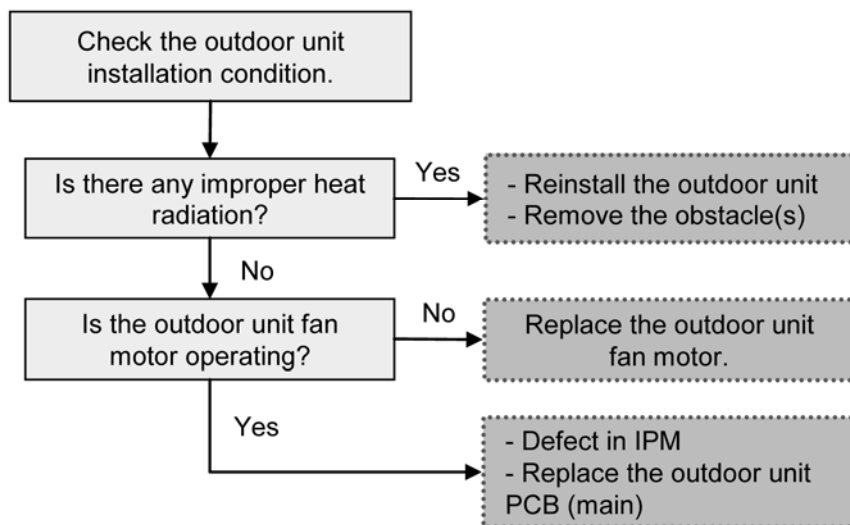 Check the outdoor unit
installation condition.
Is there any improper heat
radiation?
Yes
- Reinstall the outdoor unit
- Remove the obstacle(s)
No
Is the outdoor unit fan
motor operating?
No
Replace the outdoor unit
fan motor.
Yes
- Defect in IPM
- Replace the outdoor unit
PCB (main)